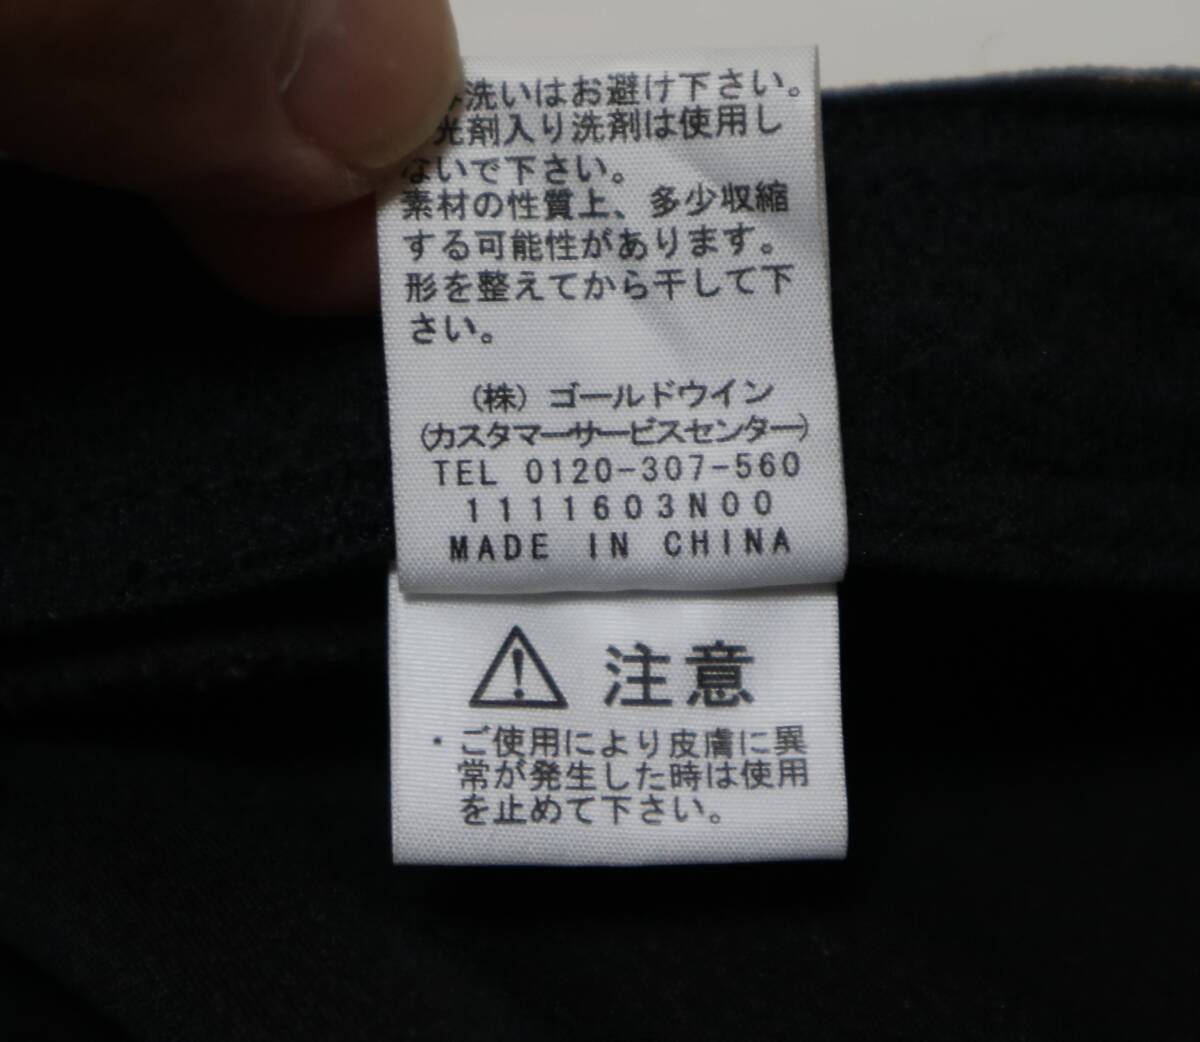 洗いはお避け下さい。
光剤入り洗剤は使用し
ないで下さい。
素材の性質上、多少収縮
する可能性があります。
形を整えてから干して下
さい。
(株) ゴールドウイン
(カスタマーサービスセンター)
TEL 0120-307-560
1111603N00
MADE IN CHINA
注意
・ご使用により皮膚に異
常が発生した時は使用
を止めて下さい。